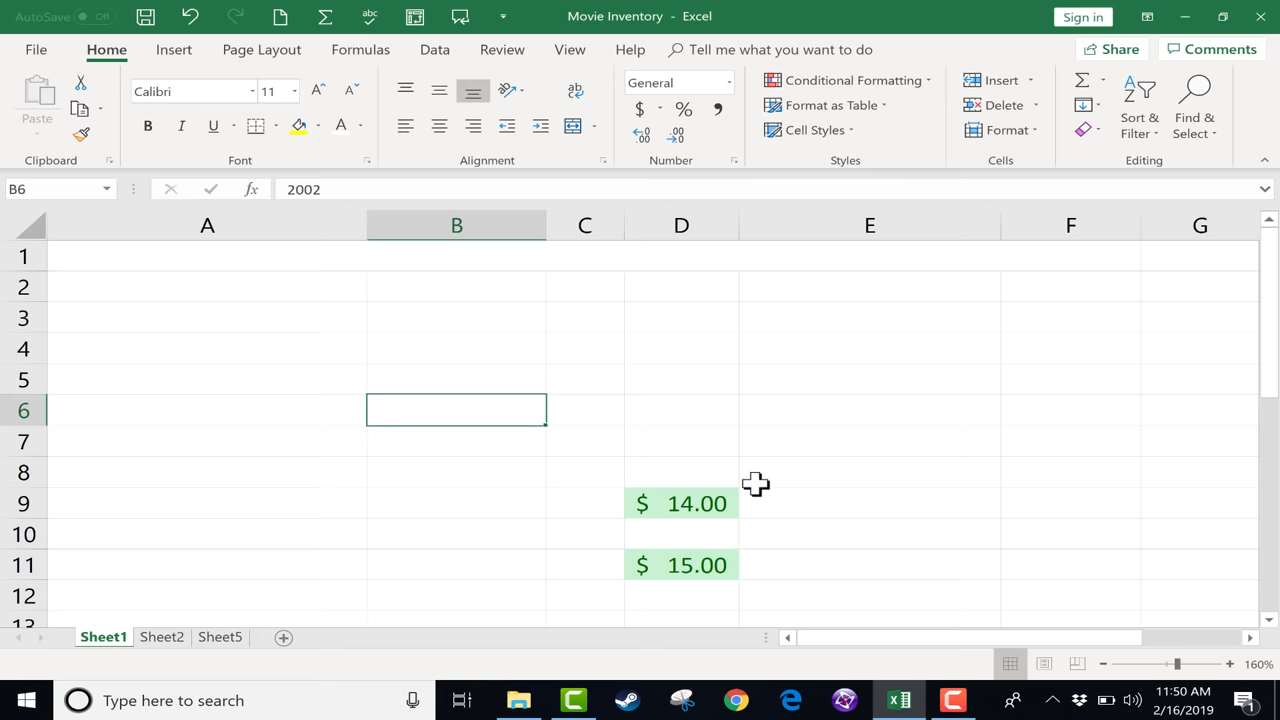 AutoSave Off Movie Inventory - Excel Sign in
File Home Insert Page Layout Formulas Data Review View Help Tell me what you want to do Share Comments
Paste Calibri 11 General Conditional Formatting Insert
Format as Table Delete
Cell Styles Format
Sort & Filter Find & Select
Clipboard Font Alignment Number Styles Cells Editing
B6 fx 2002
A B C D E F G
1
2
3
4
5
6
7
8
9 $ 14.00
10
11 $ 15.00
12
13
Sheet1 Sheet2 Sheet5
160%
Type here to search 11:50 AM
2/16/2019 1